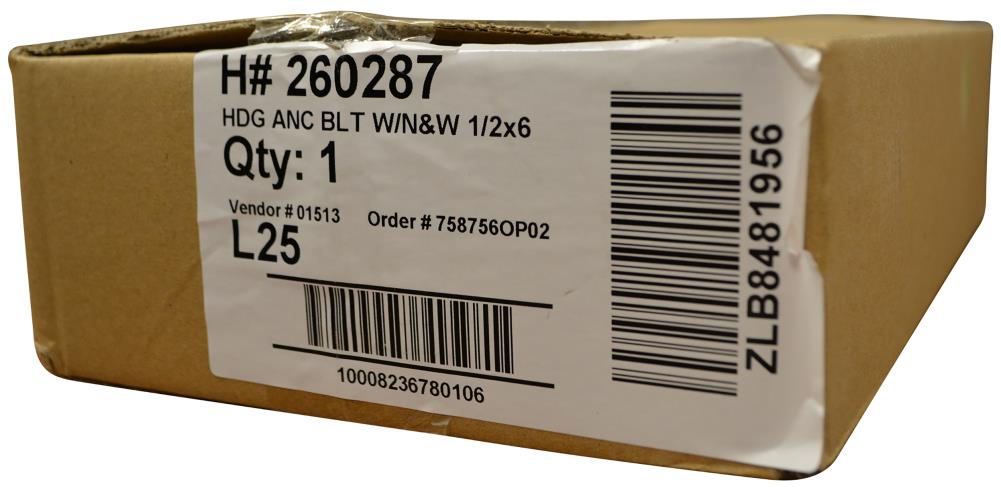 H# 260287
HDG ANC BLT W/N&W 1/2x6
Qty: 1
Vendor # 01513 Order # 758756OP02
L25
10008236780106
ZLB8481956